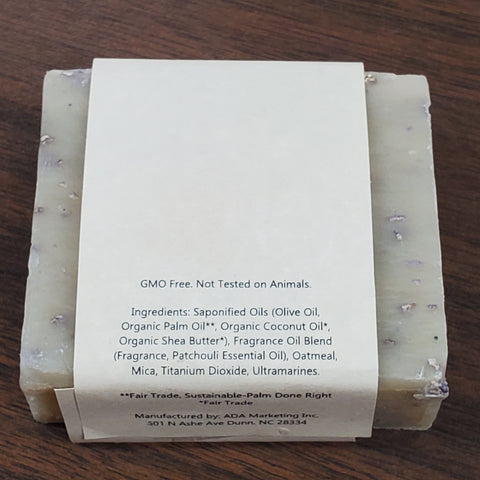 GMO Free. Not Tested on Animals.
Ingredients: Saponified Oils (Olive Oil,
Organic Palm Oil**, Organic Coconut Oil*,
Organic Shea Butter*), Fragrance Oil Blend
(Fragrance, Patchouli Essential Oil), Oatmeal,
Mica, Titanium Dioxide, Ultramarines.
**Fair Trade, Sustainable-Palm Done Right
*Fair Trade
Manufactured by: ADA Marketing Inc.
501 N Ashe Ave Dunn, NC 28334